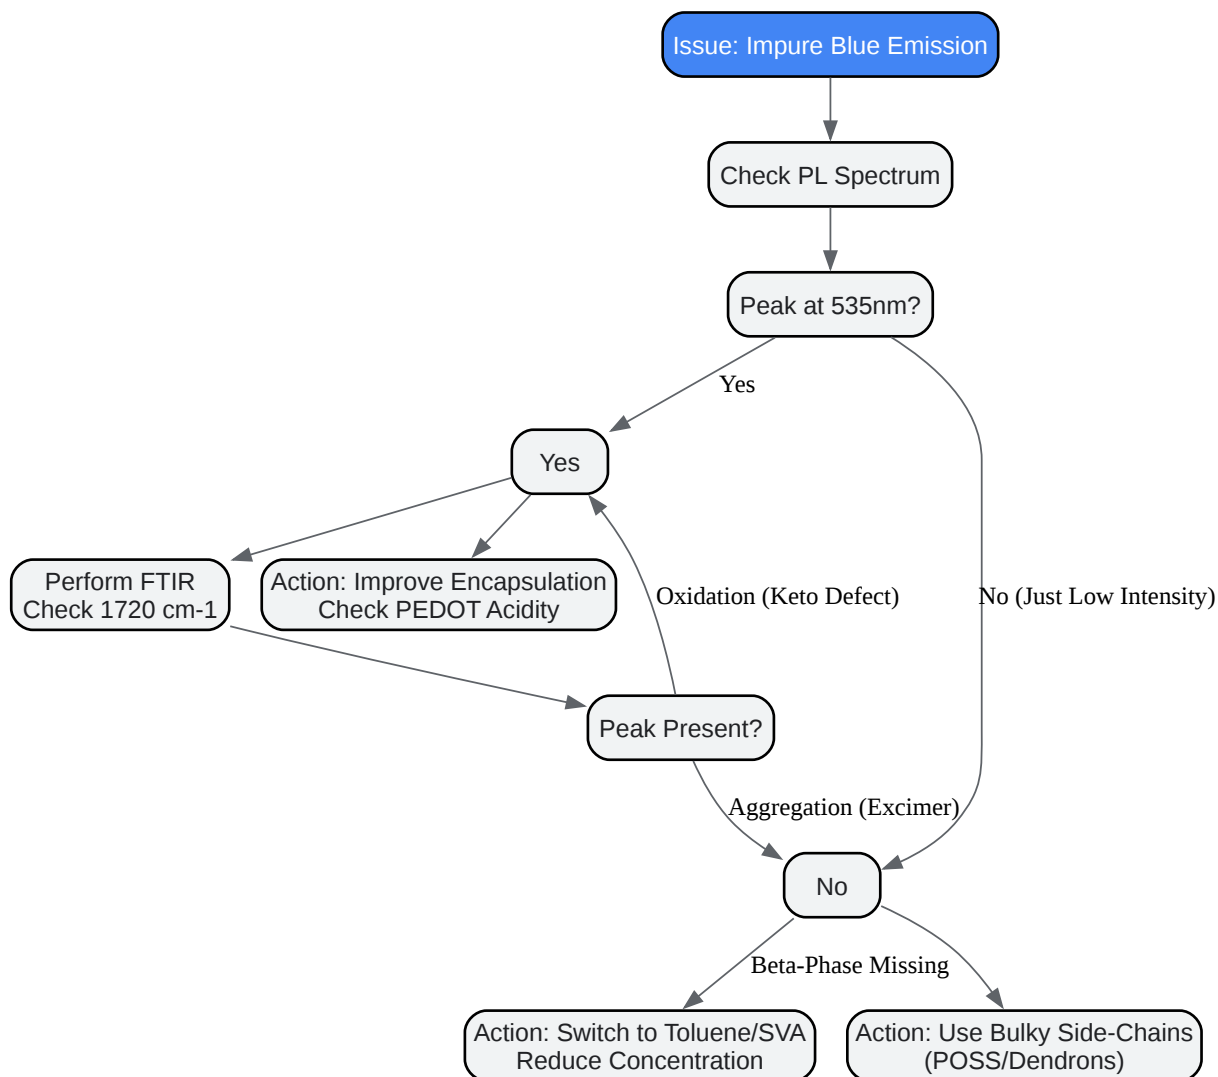 Issue: Impure Blue Emission
Check PL Spectrum
Peak at 535nm?
Yes
Yes
Perform FTIR
Check 1720 cm-1
Action: Improve Encapsulation
Check PEDOT Acidity
Oxidation (Keto Defect)
No (Just Low Intensity)
Peak Present?
Aggregation (Excimer)
No
Beta-Phase Missing
Action: Switch to Toluene/SVA
Reduce Concentration
Action: Use Bulky Side-Chains
(POSS/Dendrons)